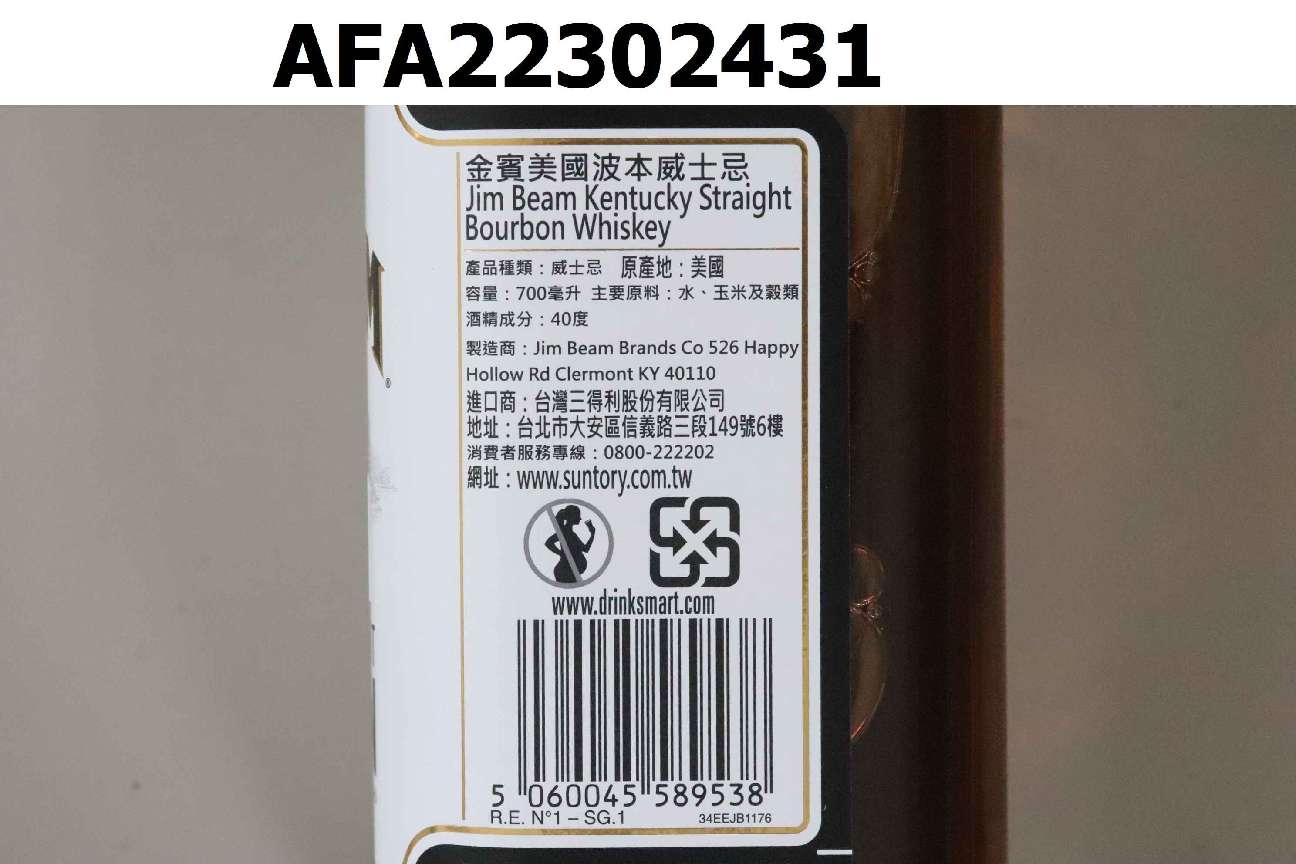 AFA22302431
金賓美國波本威士忌
Jim Beam Kentucky Straight
Bourbon Whiskey
產品種類：威士忌 原產地：美國
容量：700毫升 主要原料：水、玉米及穀類
酒精成分：40度
製造商：Jim Beam Brands Co 526 Happy
Hollow Rd Clermont KY 40110
進口商：台灣三得利股份有限公司
地址：台北市大安區信義路三段149號6樓
消費者服務專線：0800-222202
網址：www.suntory.com.tw
www.drinksmart.com
5 060045 589538
R.E. N°1 – SG.1 34EEJB1176